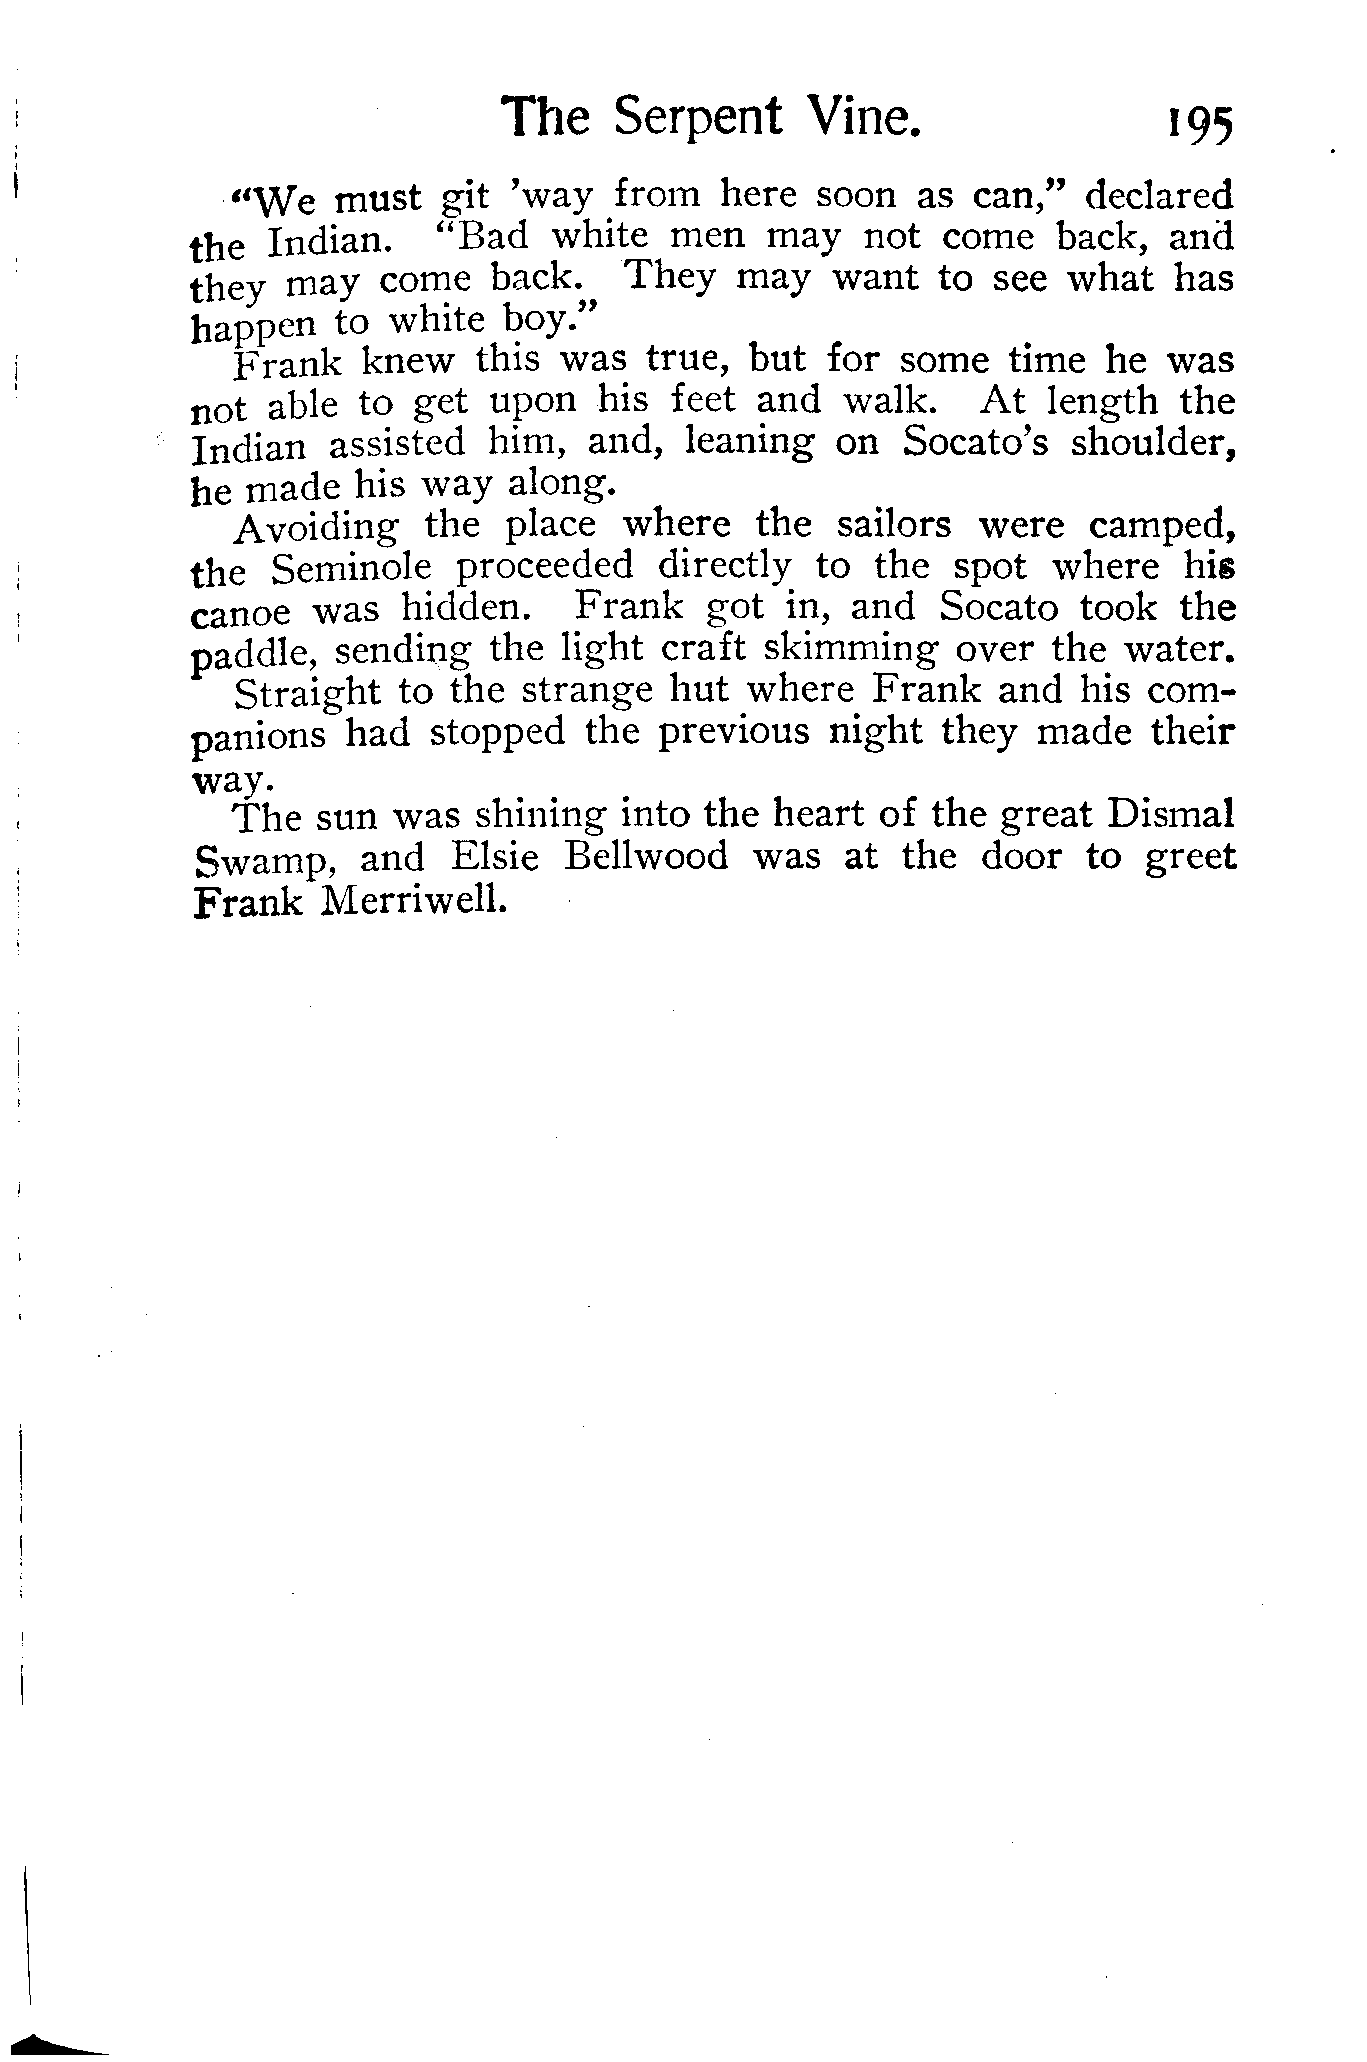 The Serpent Vine. 195
“We must git ’way from here soon as can,” declared
the Indian. “Bad white men may not come back, and
they may come back. They may want to see what has
happen to white boy.”
Frank knew this was true, but for some time he was
not able to get upon his feet and walk. At length the
Indian assisted him, and, leaning on Socato’s shoulder,
he made his way along.
Avoiding the place where the sailors were camped,
the Seminole proceeded directly to the spot where his
canoe was hidden. Frank got in, and Socato took the
paddle, sending the light craft skimming over the water.
Straight to the strange hut where Frank and his com-
panions had stopped the previous night they made their
way.
The sun was shining into the heart of the great Dismal
Swamp, and Elsie Bellwood was at the door to greet
Frank Merriwell.